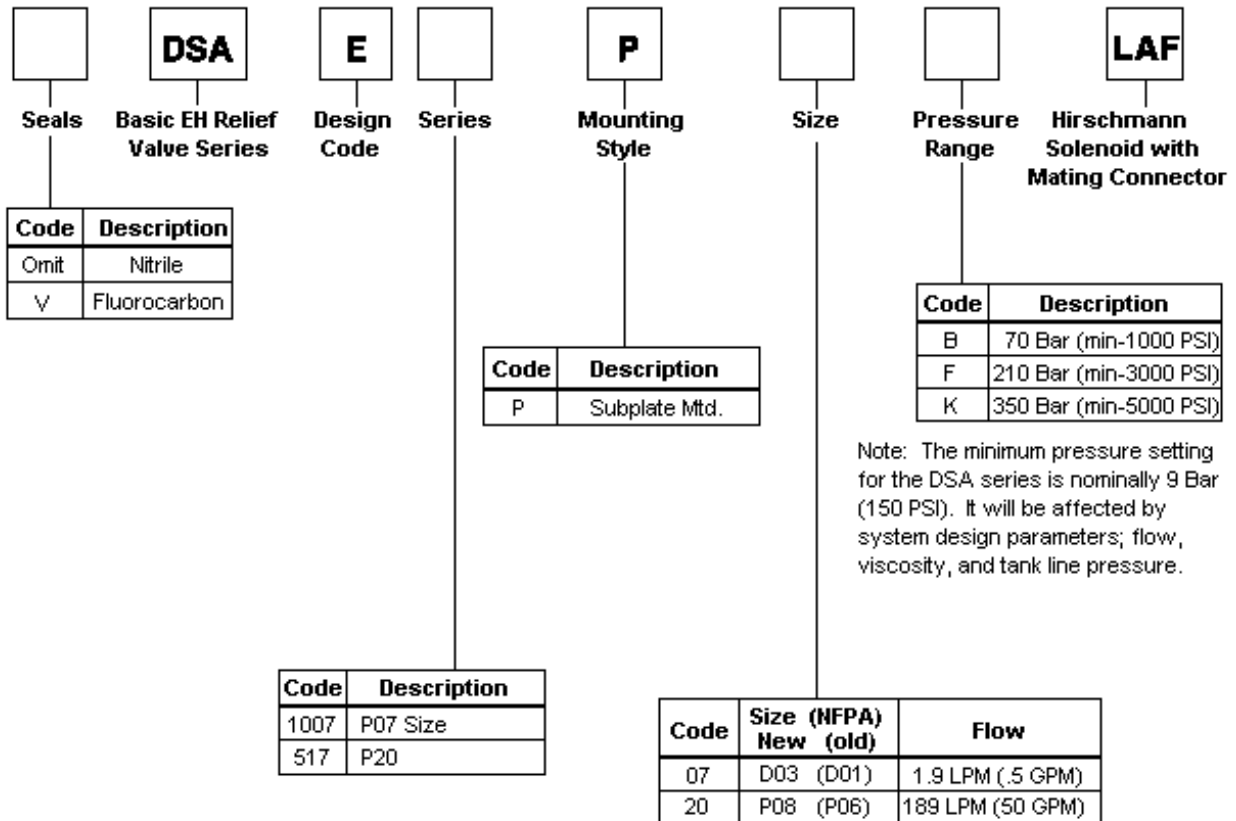 DSA E P LAF
Seals Basic EH Relief Design Series Mounting Size Pressure Hirschmann
Valve Series Code Style Range Solenoid with
Mating Connector
Code Description
Omit Nitrile
V Fluorocarbon
Code Description
B 70 Bar (min-1000 PSI)
F 210 Bar (min-3000 PSI)
K 350 Bar (min-5000 PSI)
Code Description
P Subplate Mtd.
Note: The minimum pressure setting
for the DSA series is nominally 9 Bar
(150 PSI). It will be affected by
system design parameters; flow,
viscosity, and tank line pressure.
Code Description
1007 P07 Size
517 P20
Code Size (NFPA) Flow
New (old)
07 D03 (D01) 1.9 LPM (.5 GPM)
20 P08 (P06) 189 LPM (50 GPM)